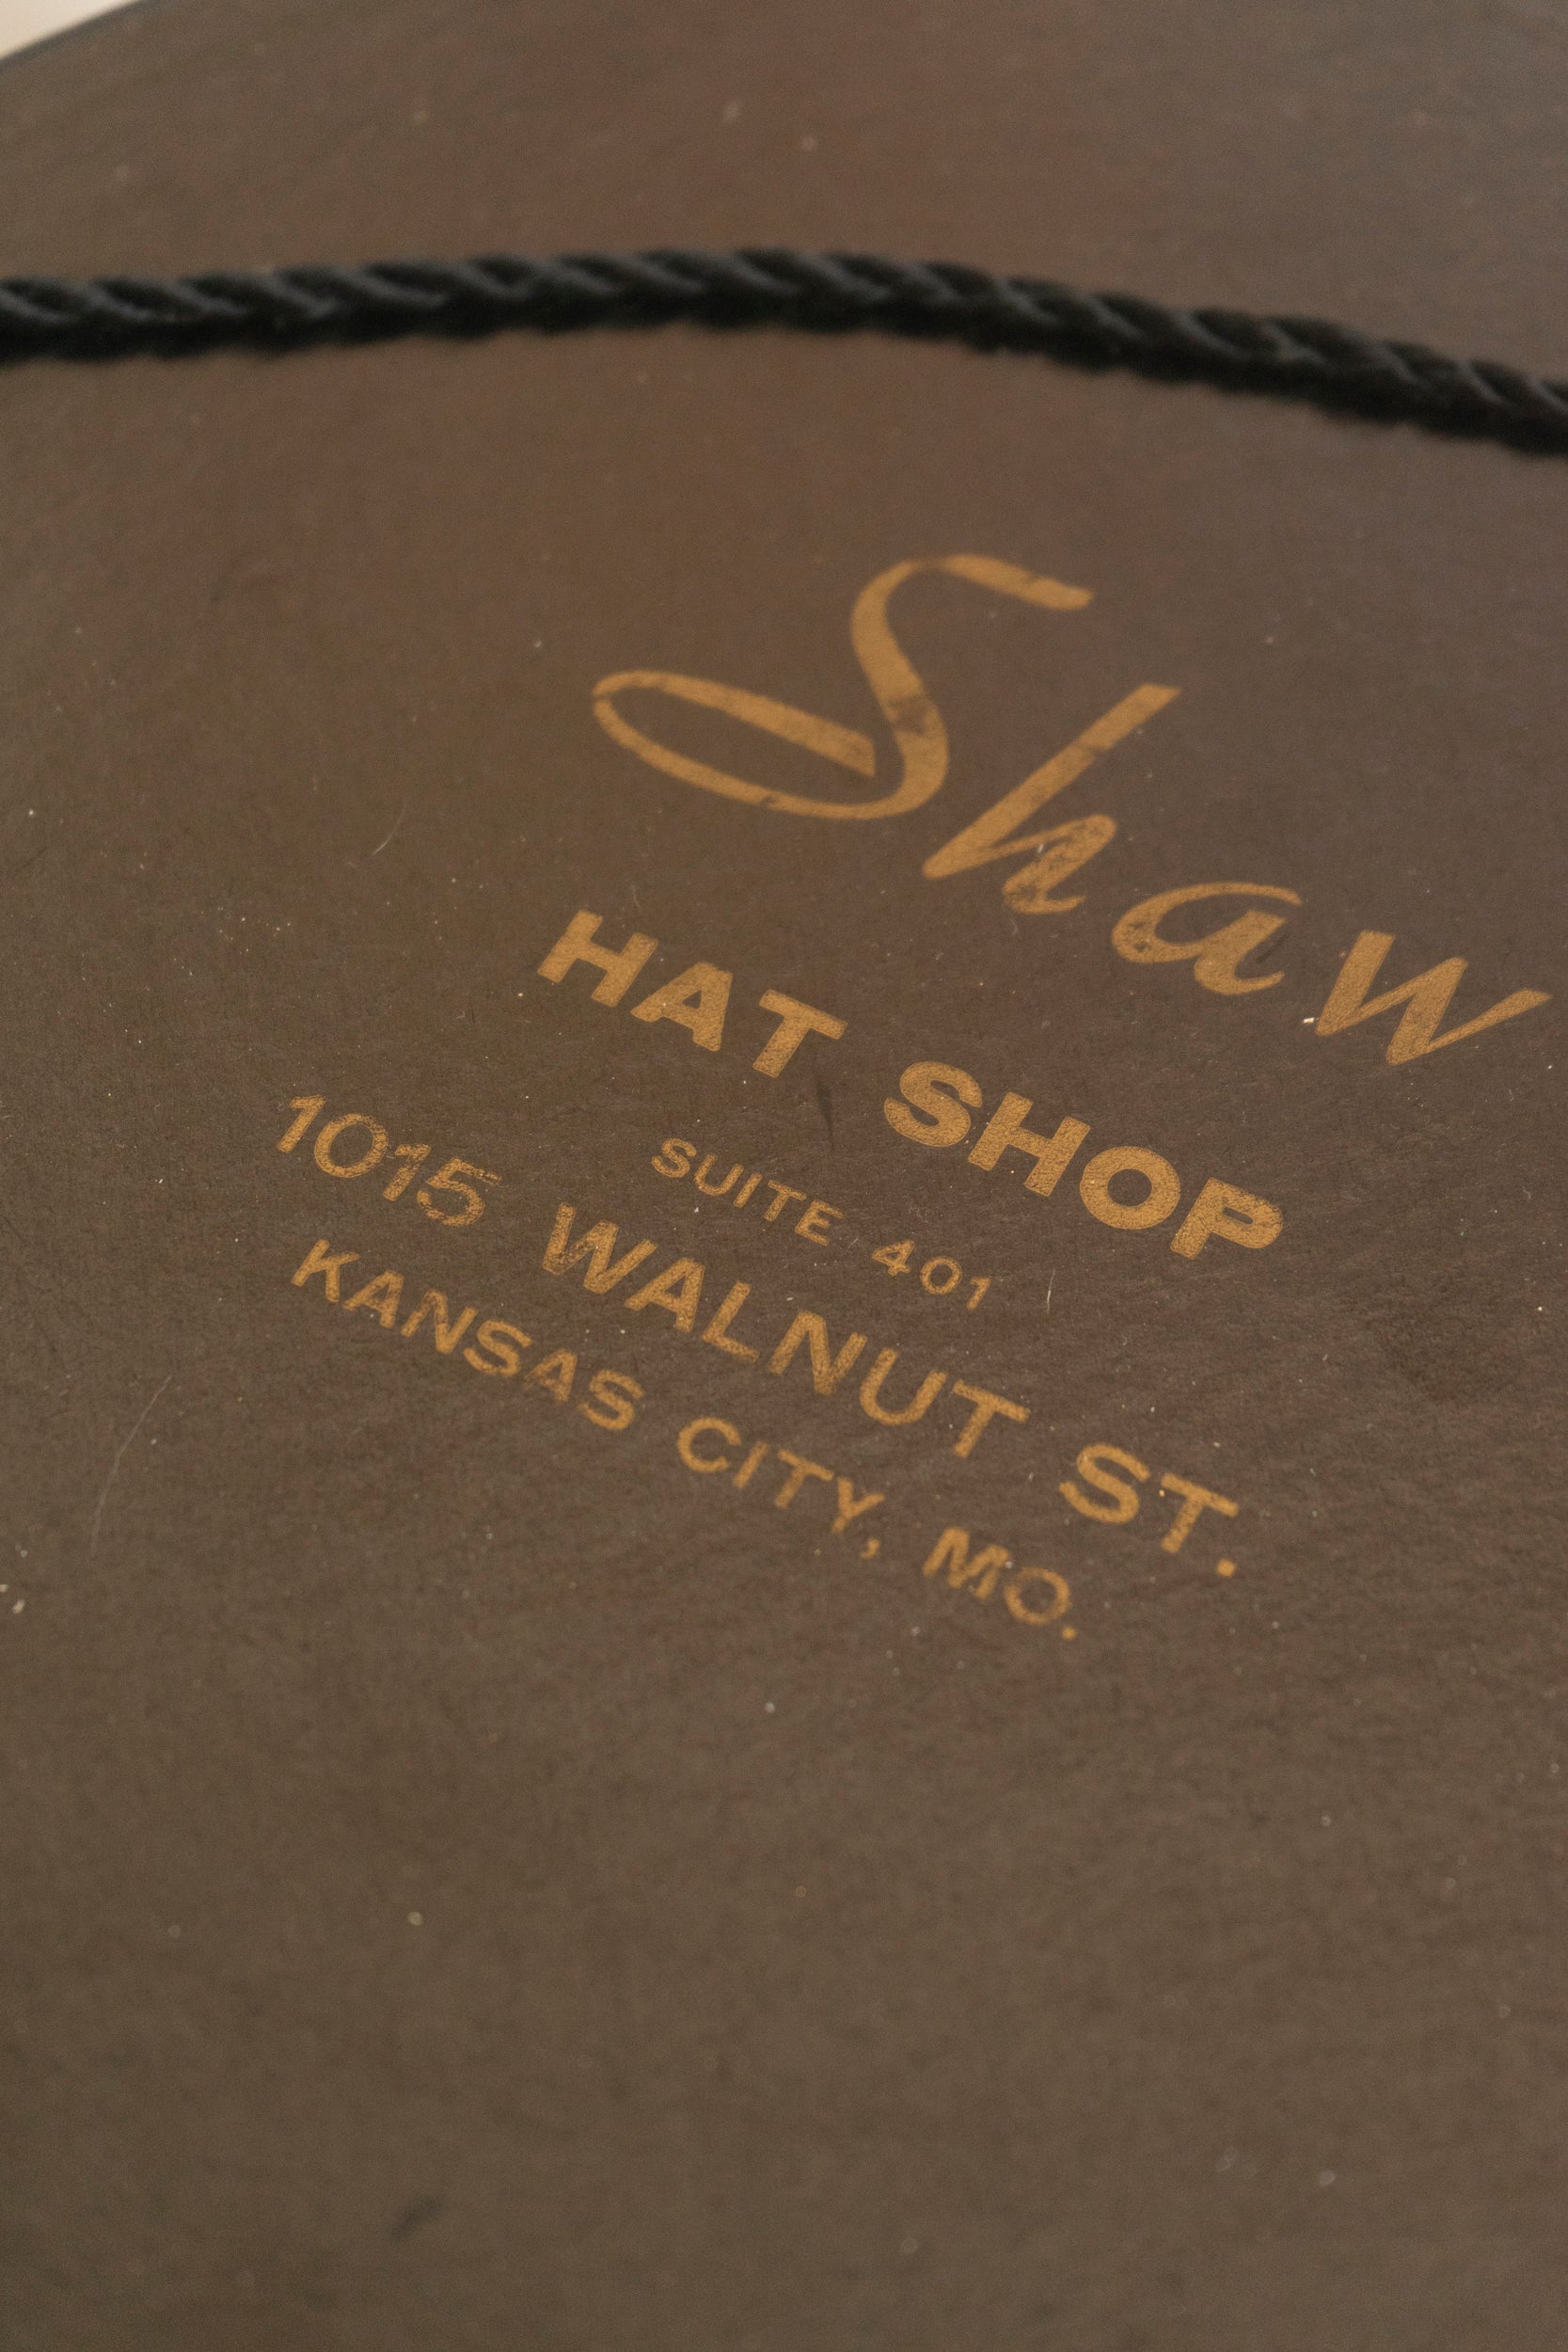 Shaw
HAT SHOP
SUITE 401
1015 WALNUT ST.
KANSAS CITY, MO.